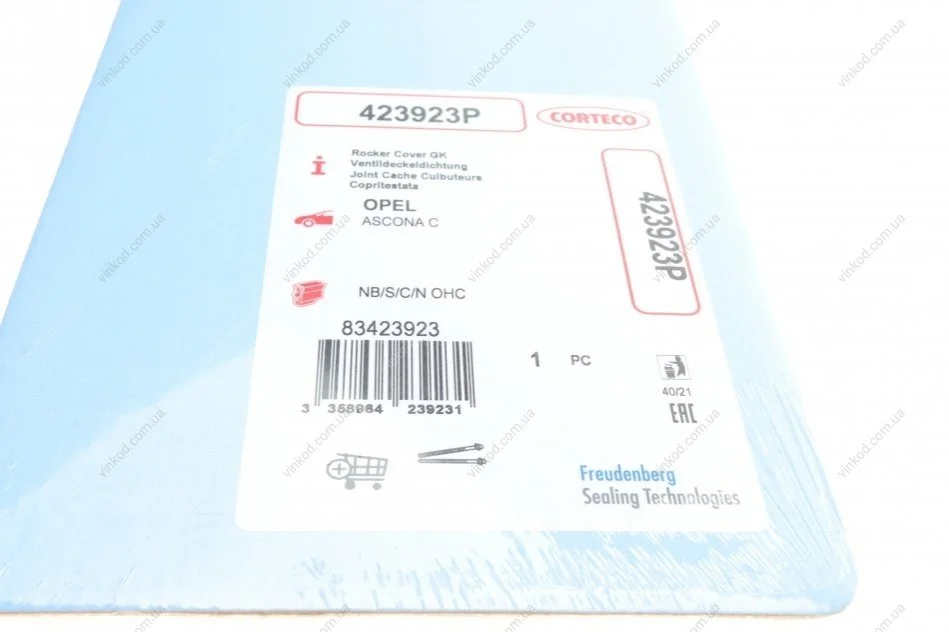 423923P
CORTECO
Rocker Cover GK
Ventildeckeldichtung
Joint Cache Culbuteurs
Copritestata
OPEL
ASCONA C
423923P
NB/S/C/N OHC
83423923
1 PC
3 358964 239231
40/21
EAC
Freudenberg
Sealing Technologies
vinkod.com.ua